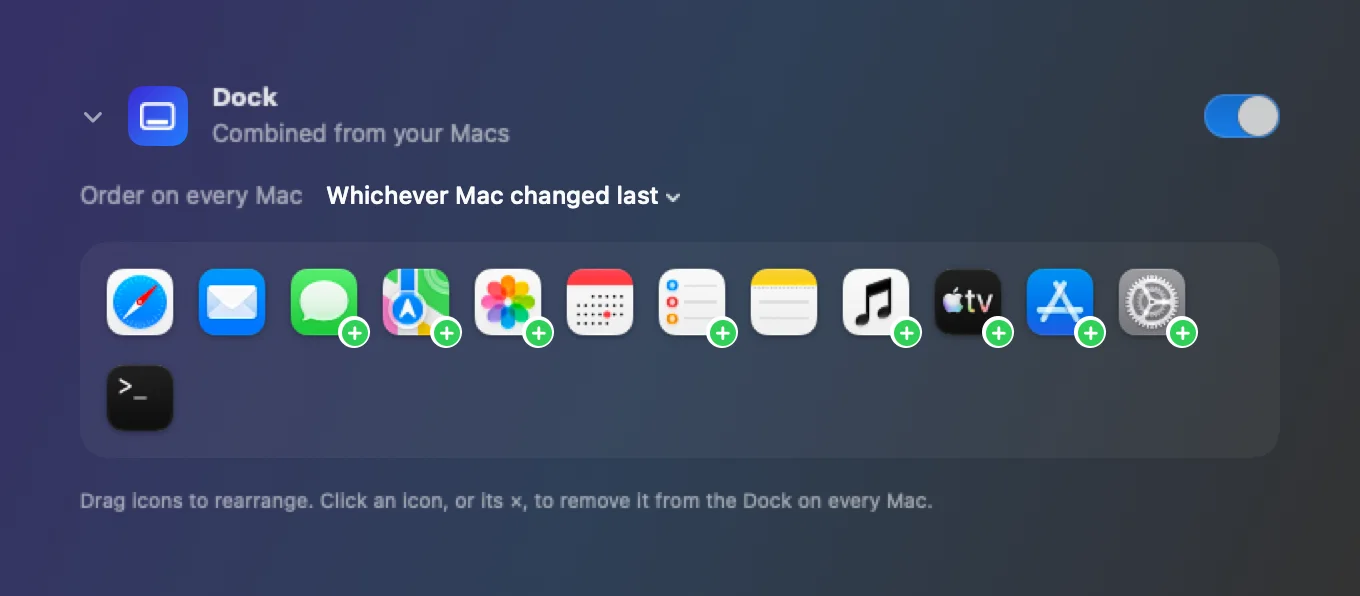 Dock
Combined from your Macs
Order on every Mac Whichever Mac changed last
tv
>_
Drag icons to rearrange. Click an icon, or its ×, to remove it from the Dock on every Mac.